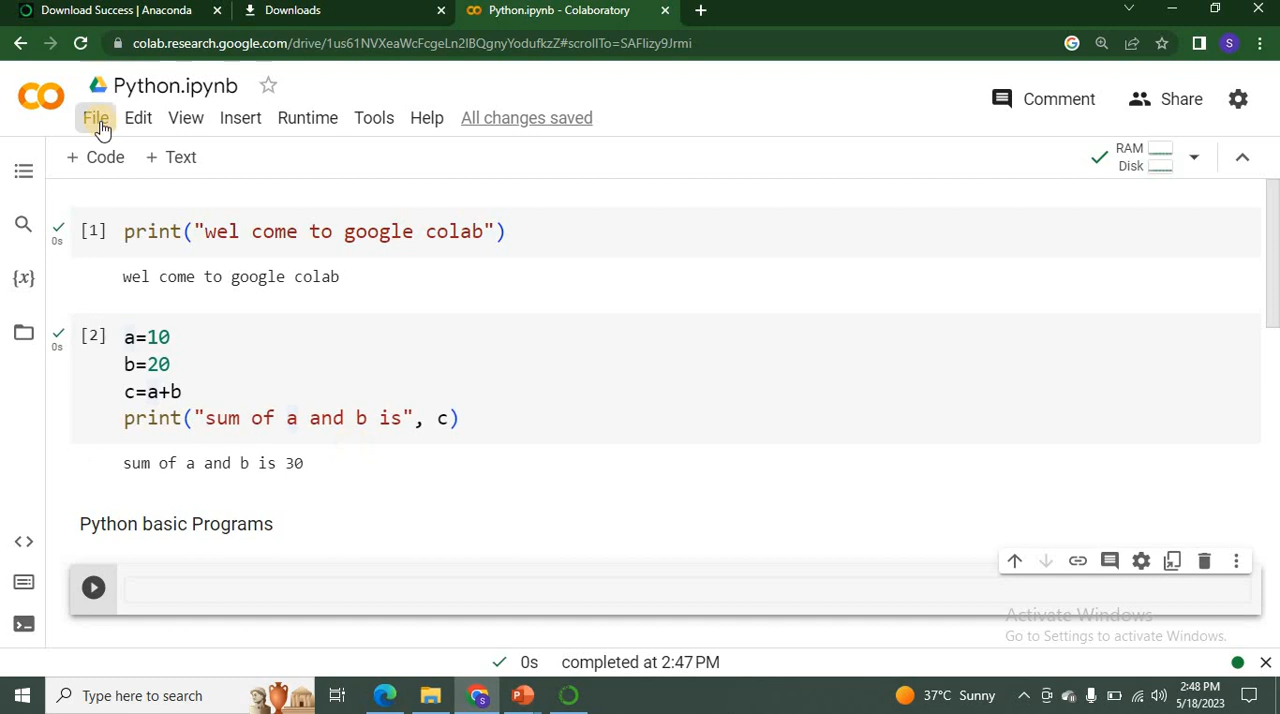 Download Success | Anaconda
Downloads
Python.ipynb - Colaboratory
colab.research.google.com/drive/1us61NVXeaWcFcgeLn2IBQgnyYodufkzZ#scrollTo=SAFlizy9Jrmi
S
Python.ipynb
File Edit View Insert Runtime Tools Help All changes saved
Comment
Share
+ Code + Text
RAM
Disk
[1] print("wel come to google colab")
0s
wel come to google colab
[2] a=10
0s
b=20
c=a+b
print("sum of a and b is", c)
sum of a and b is 30
Python basic Programs
{x}
Activate Windows
Go to Settings to activate Windows.
0s completed at 2:47 PM
Type here to search
37°C Sunny
2:48 PM
5/18/2023